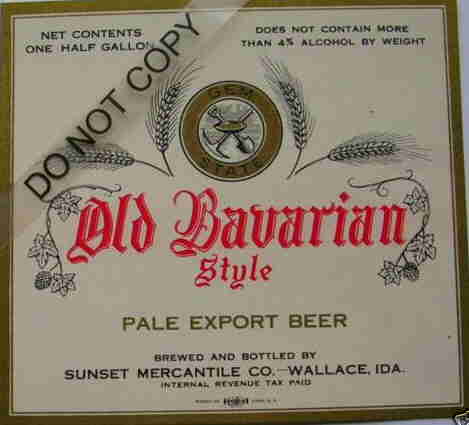 NET CONTENTS
ONE HALF GALLON
DOES NOT CONTAIN MORE
THAN 4% ALCOHOL BY WEIGHT
DO NOT COPY
GEM
STATE
Old Bavarian
Style
PALE EXPORT BEER
BREWED AND BOTTLED BY
SUNSET MERCANTILE CO.—WALLACE, IDA.
INTERNAL REVENUE TAX PAID